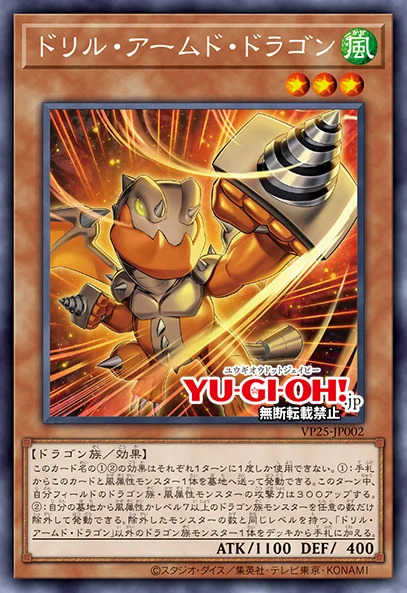 ドリル・アームド・ドラゴン
風
ユウギオウドットジェイピー
YU-GI-OH!.jp
無断転載禁止
VP25-JP002
【ドラゴン族／効果】
このカード名の①②の効果はそれぞれ1ターンに1度しか使用できない。①：手札
からこのカードと風属性モンスター1体を墓地へ送って発動できる。このターン中、
自分フィールドのドラゴン族・風属性モンスターの攻撃力は３００アップする。
②：自分の墓地から風属性かレベル７以上のドラゴン族モンスターを任意の数だけ
除外して発動できる。除外したモンスターの数と同じレベルを持つ、「ドリル・
アームド・ドラゴン」以外のドラゴン族モンスター1体をデッキから手札に加える。
ATK/1100 DEF/ 400
©スタジオ・ダイス／集英社・テレビ東京・KONAMI